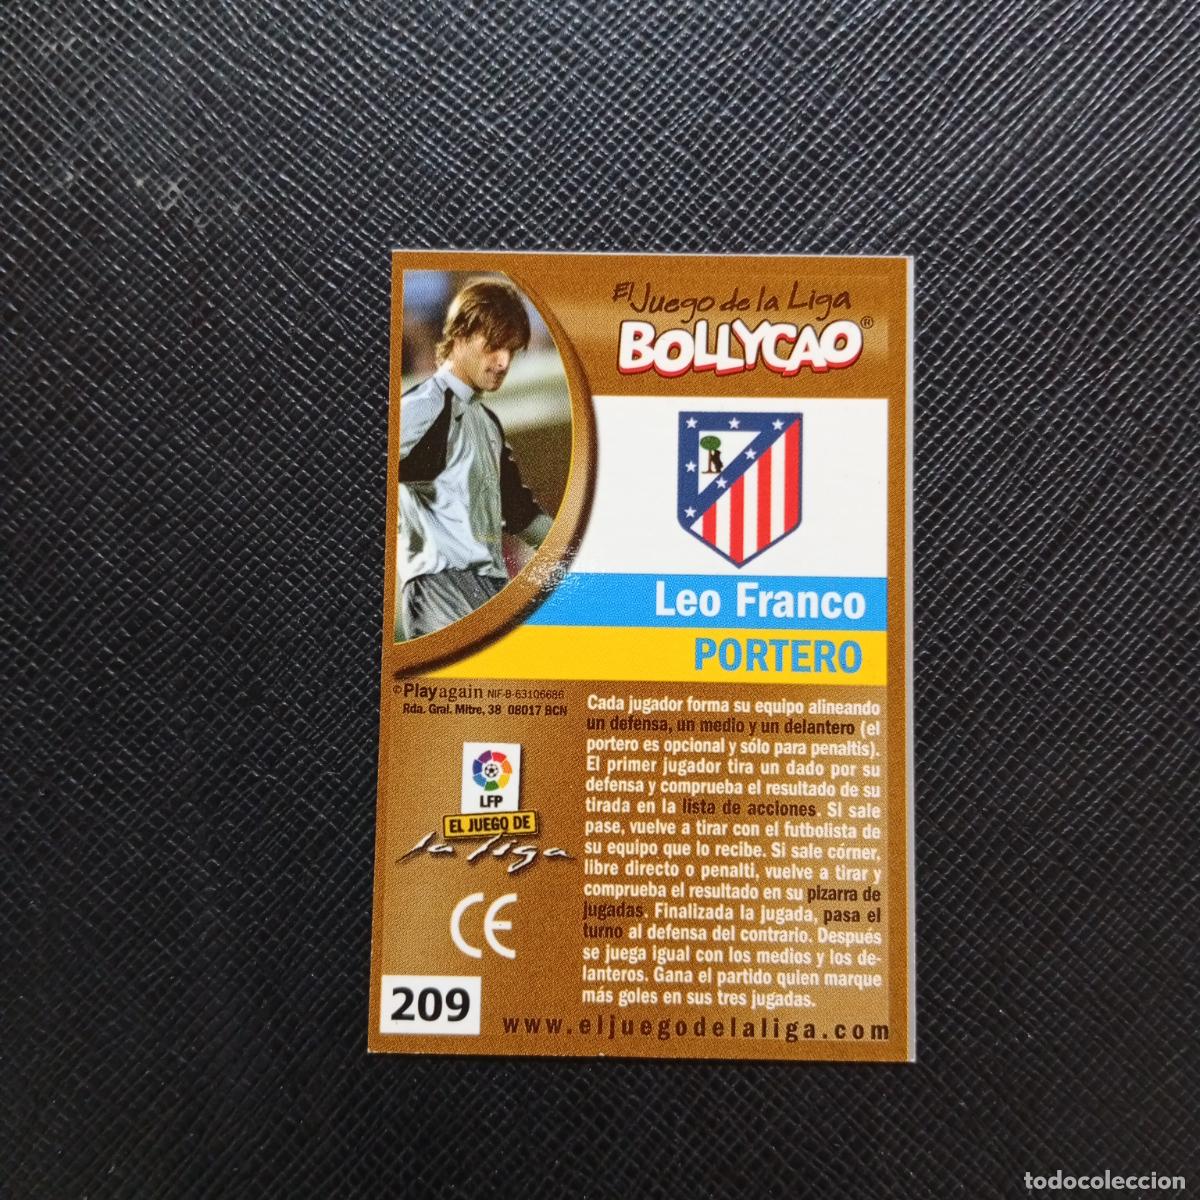 El Juego de la Liga
BOLLYCAO®
Leo Franco
PORTERO
© Playagain NIF-B-63106686
Rda. Gral. Mitre, 38 08017 BCN
LFP
EL JUEGO DE
la liga
CE
209
Cada jugador forma su equipo alineando
un defensa, un medio y un delantero (el
portero es opcional y sólo para penaltis).
El primer jugador tira un dado por su
defensa y comprueba el resultado de su
tirada en la lista de acciones. Si sale
pase, vuelve a tirar con el futbolista de
su equipo que lo recibe. Si sale córner,
libre directo o penalti, vuelve a tirar y
comprueba el resultado en su pizarra de
jugadas. Finalizada la jugada, pasa el
turno al defensa del contrario. Después
se juega igual con los medios y los de-
lanteros. Gana el partido quien marque
más goles en sus tres jugadas.
www.eljuegodelaliga.com
todocoleccion